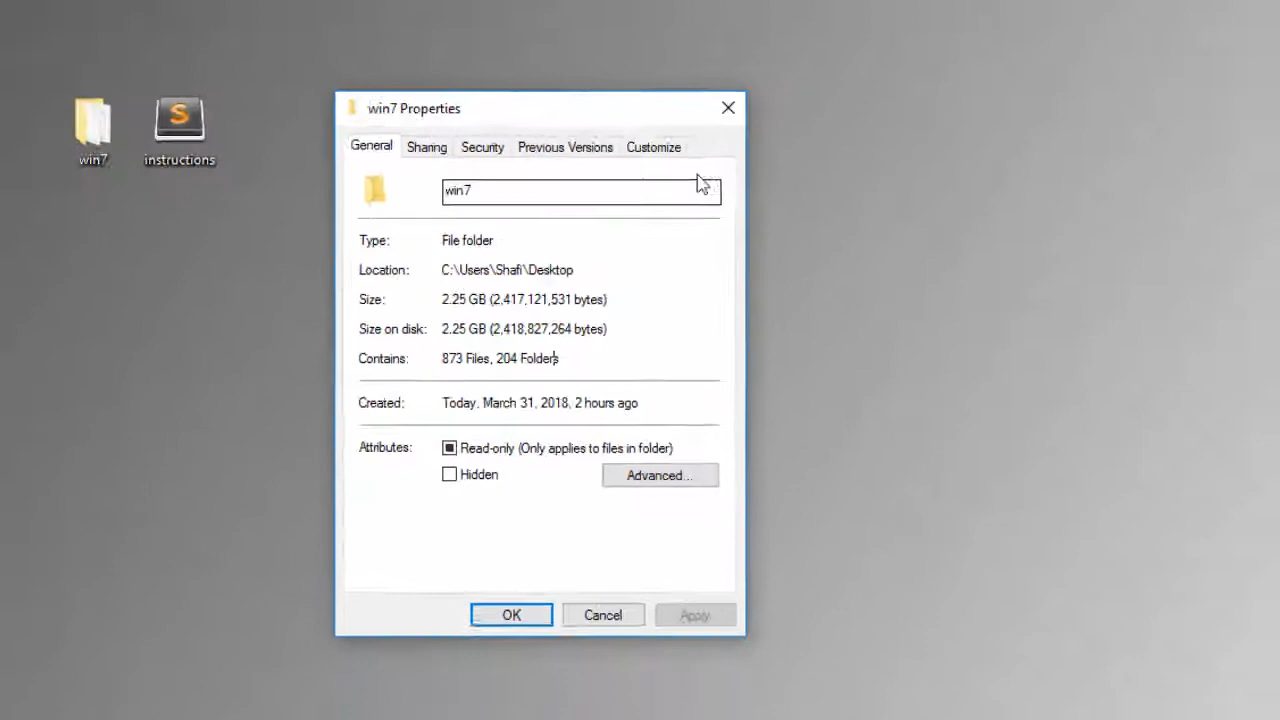 win7
S
instructions
win7 Properties
General Sharing Security Previous Versions Customize
win7
Type: File folder
Location: C:\Users\Shafi\Desktop
Size: 2.25 GB (2,417,121,531 bytes)
Size on disk: 2.25 GB (2,418,827,264 bytes)
Contains: 873 Files, 204 Folders
Created: Today, March 31, 2018, 2 hours ago
Attributes: Read-only (Only applies to files in folder)
Hidden Advanced...
OK Cancel Apply